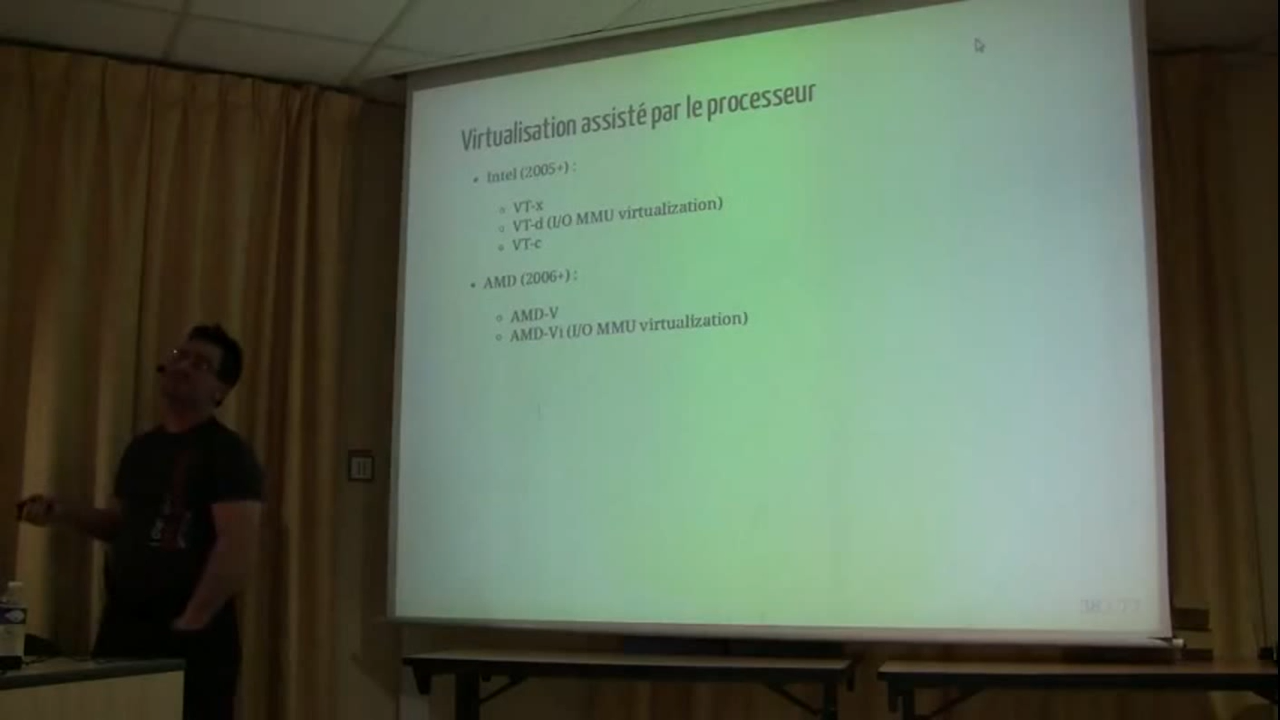 Virtualisation assisté par le processeur
• Intel (2005+) :
○ VT-x
○ VT-d (I/O MMU virtualization)
○ VT-c
• AMD (2006+) :
○ AMD-V
○ AMD-Vi (I/O MMU virtualization)